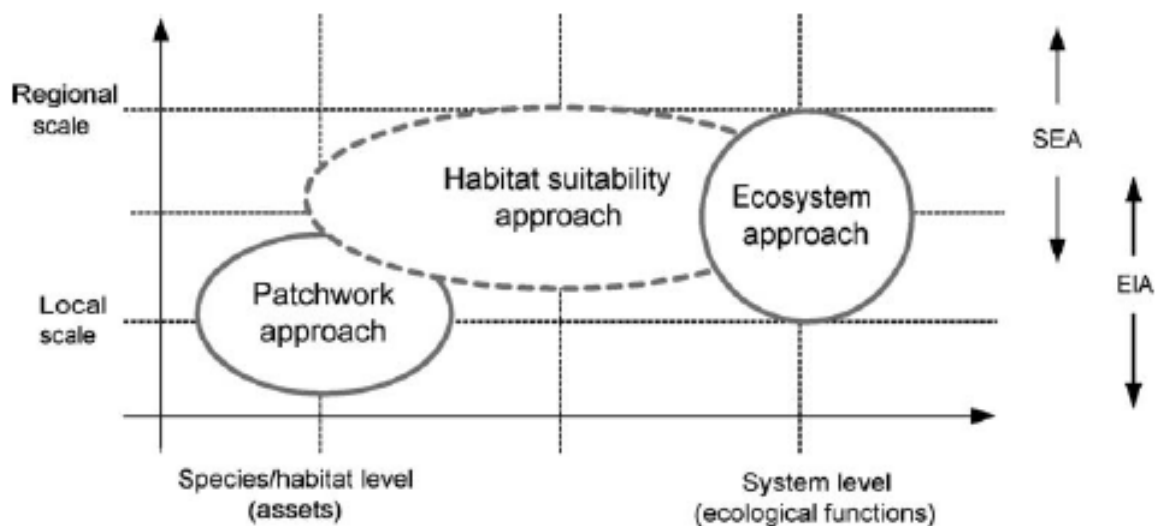 Regional
scale
Habitat suitability
approach
Ecosystem
approach
SEA
Patchwork
approach
Local
scale
EIA
Species/habitat level
(assets)
System level
(ecological functions)